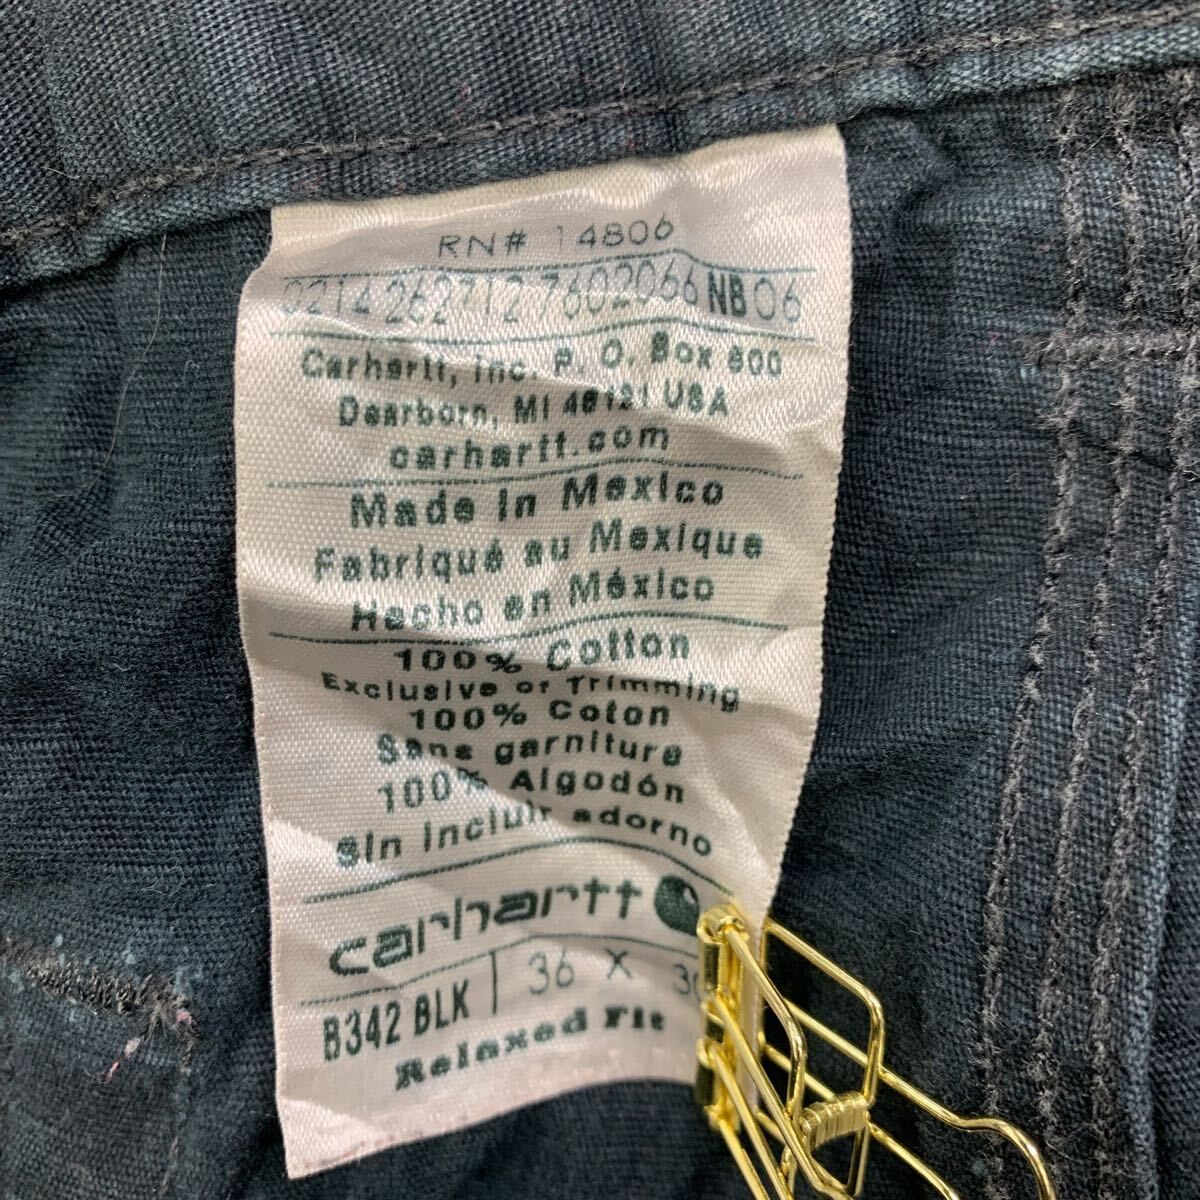 RN# 14806
0214 262712 7602066 NB 06
Carhartt, Inc. P. O. Box 600
Dearborn, MI 48121 USA
carhartt.com
Made in Mexico
Fabriqué au Mexique
Hecho en México
100% Cotton
Exclusive or Trimming
100% Coton
Sans garniture
100% Algodón
Sin incluir adorno
carhartt
B342 BLK | 36 X
Relaxed Fit